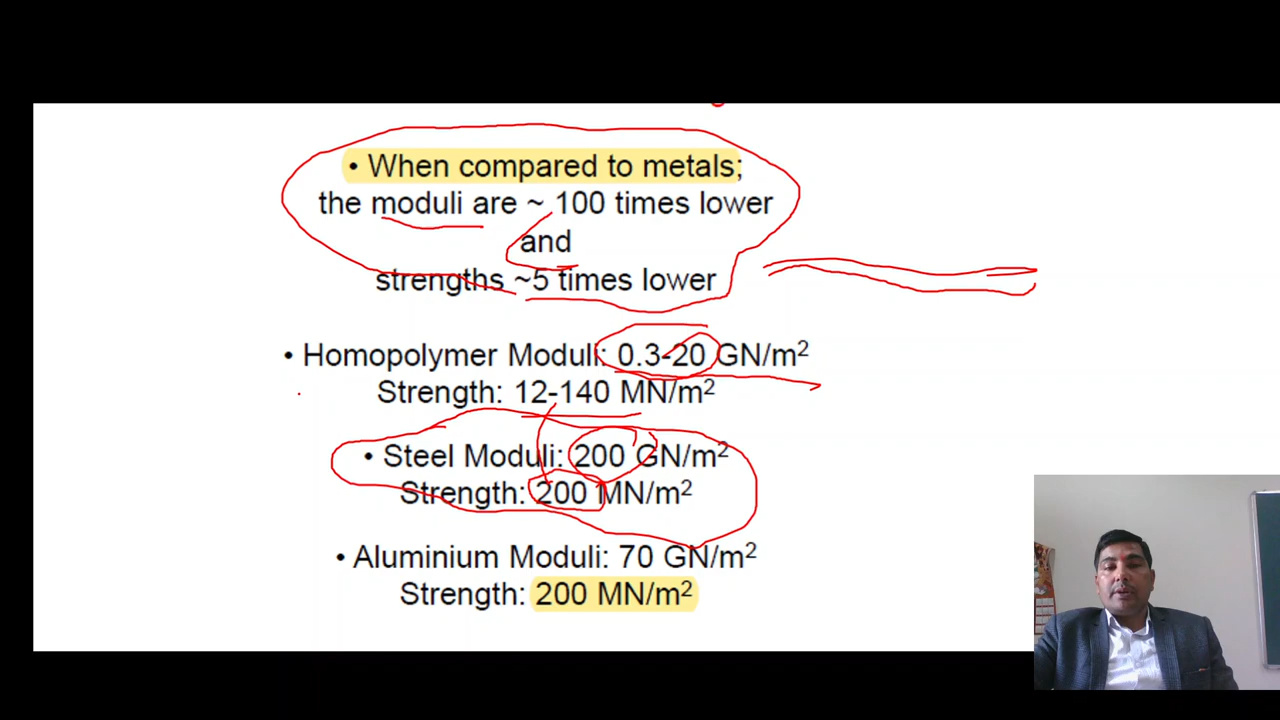 • When compared to metals;
the moduli are ~ 100 times lower
and
strengths ~5 times lower
• Homopolymer Moduli: 0.3-20 GN/m²
Strength: 12-140 MN/m²
• Steel Moduli: 200 GN/m²
Strength: 200 MN/m²
• Aluminium Moduli: 70 GN/m²
Strength: 200 MN/m²